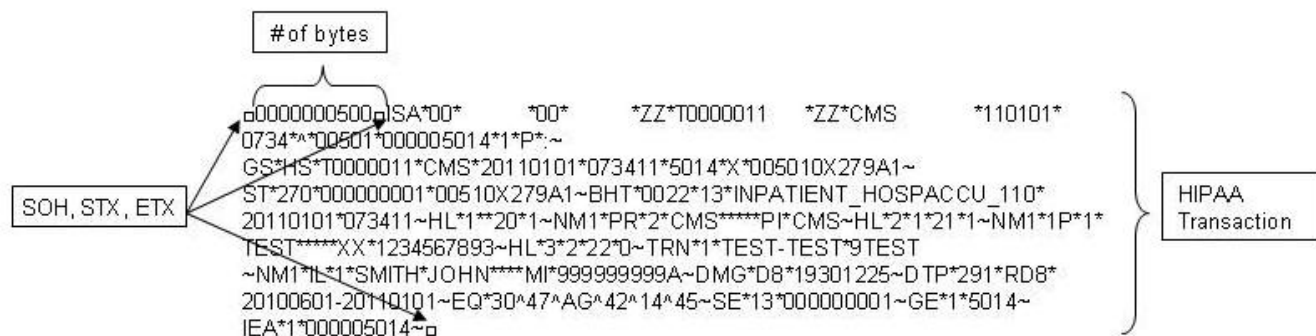 # of bytes
□0000000500□ISA*00* *00* *ZZ*T0000011 *ZZ*CMS *110101*
0734*^*00501*000005014*1*P*:~
GS*HS*T0000011*CMS*20110101*073411*5014*X*005010X279A1~
ST*270*000000001*00510X279A1~BHT*0022*13*INPATIENT_HOSPACCU_110*
20110101*073411~HL*1**20*1~NM1*PR*2*CMS*****PI*CMS~HL*2*1*21*1~NM1*1P*1*
TEST*****XX*1234567893~HL*3*2*22*0~TRN*1*TEST-TEST*9TEST
~NM1*IL*1*SMITH*JOHN****MI*999999999A~DMG*D8*19301225~DTP*291*RD8*
20100601-20110101~EQ*30^47^AG^42^14^45~SE*13*000000001~GE*1*5014~
IEA*1*000005014~□
SOH, STX , ETX
HIPAA
Transaction